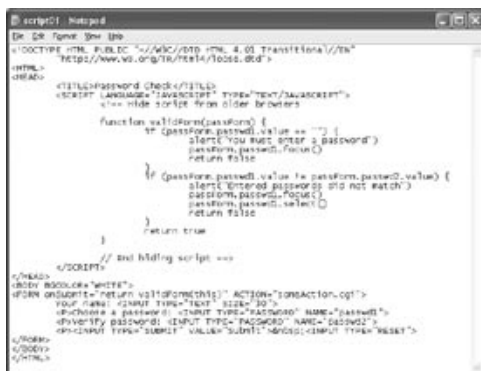 script01 - Notepad
File Edit Format View Help
<!DOCTYPE HTML PUBLIC "-//W3C//DTD HTML 4.01 Transitional//EN"
"http://www.w3.org/TR/html4/loose.dtd">
<HTML>
<HEAD>
<TITLE>Password Check</TITLE>
<SCRIPT LANGUAGE="JAVASCRIPT" TYPE="TEXT/JAVASCRIPT">
<!-- Hide script from older browsers
function validForm(passForm) {
if (passForm.passwd1.value == "") {
alert("You must enter a password")
passForm.passwd1.focus()
return false
}
if (passForm.passwd1.value != passForm.passwd2.value) {
alert("Entered passwords did not match")
passForm.passwd1.focus()
passForm.passwd1.select()
return false
}
return true
}
// End hiding script -->
</SCRIPT>
</HEAD>
<BODY BGCOLOR="WHITE">
<FORM onSubmit="return validForm(this)" ACTION="someAction.cgi">
Your name: <INPUT TYPE="TEXT" SIZE="30">
<P>Choose a password: <INPUT TYPE="PASSWORD" NAME="passwd1">
<P>Verify password: <INPUT TYPE="PASSWORD" NAME="passwd2">
<P><INPUT TYPE="SUBMIT" VALUE="Submit">&nbsp;<INPUT TYPE="RESET">
</FORM>
</BODY>
</HTML>